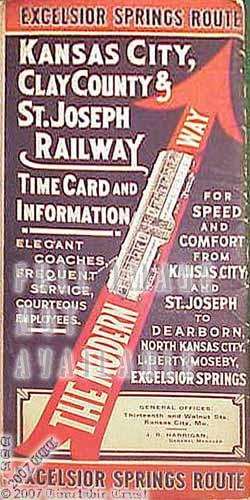 EXCELSIOR SPRINGS ROUTE
KANSAS CITY,
CLAY COUNTY &
ST. JOSEPH
RAILWAY
TIME CARD AND
INFORMATION
ELEGANT
COACHES,
FREQUENT
SERVICE,
COURTEOUS
EMPLOYEES.
THE MODERN WAY
FOR
SPEED
AND
COMFORT
FROM
KANSAS CITY
AND
ST. JOSEPH
TO
DEARBORN,
NORTH KANSAS CITY,
LIBERTY, MOSEBY,
EXCELSIOR SPRINGS
GENERAL OFFICES:
Thirteenth and Walnut Sts.
Kansas City, Mo.
J. R. HARRIGAN,
GENERAL MANAGER
EXCELSIOR SPRINGS ROUTE
© 2007 Timetable Trust